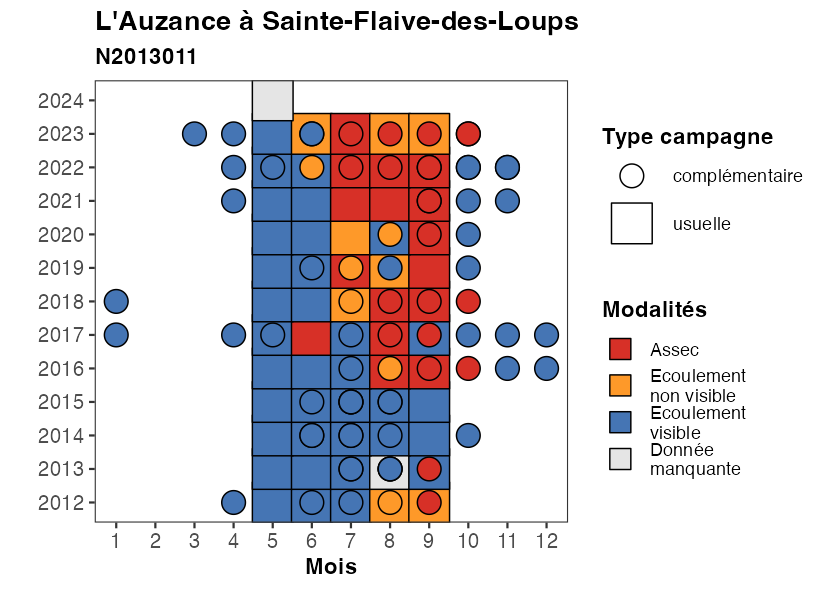 L'Auzance à Sainte-Flaive-des-Loups
N2013011
2024
2023
2022
2021
2020
2019
2018
2017
2016
2015
2014
2013
2012
1 2 3 4 5 6 7 8 9 10 11 12
Mois
Type campagne
complémentaire
usuelle
Modalités
Assec
Ecoulement
non visible
Ecoulement
visible
Donnée
manquante